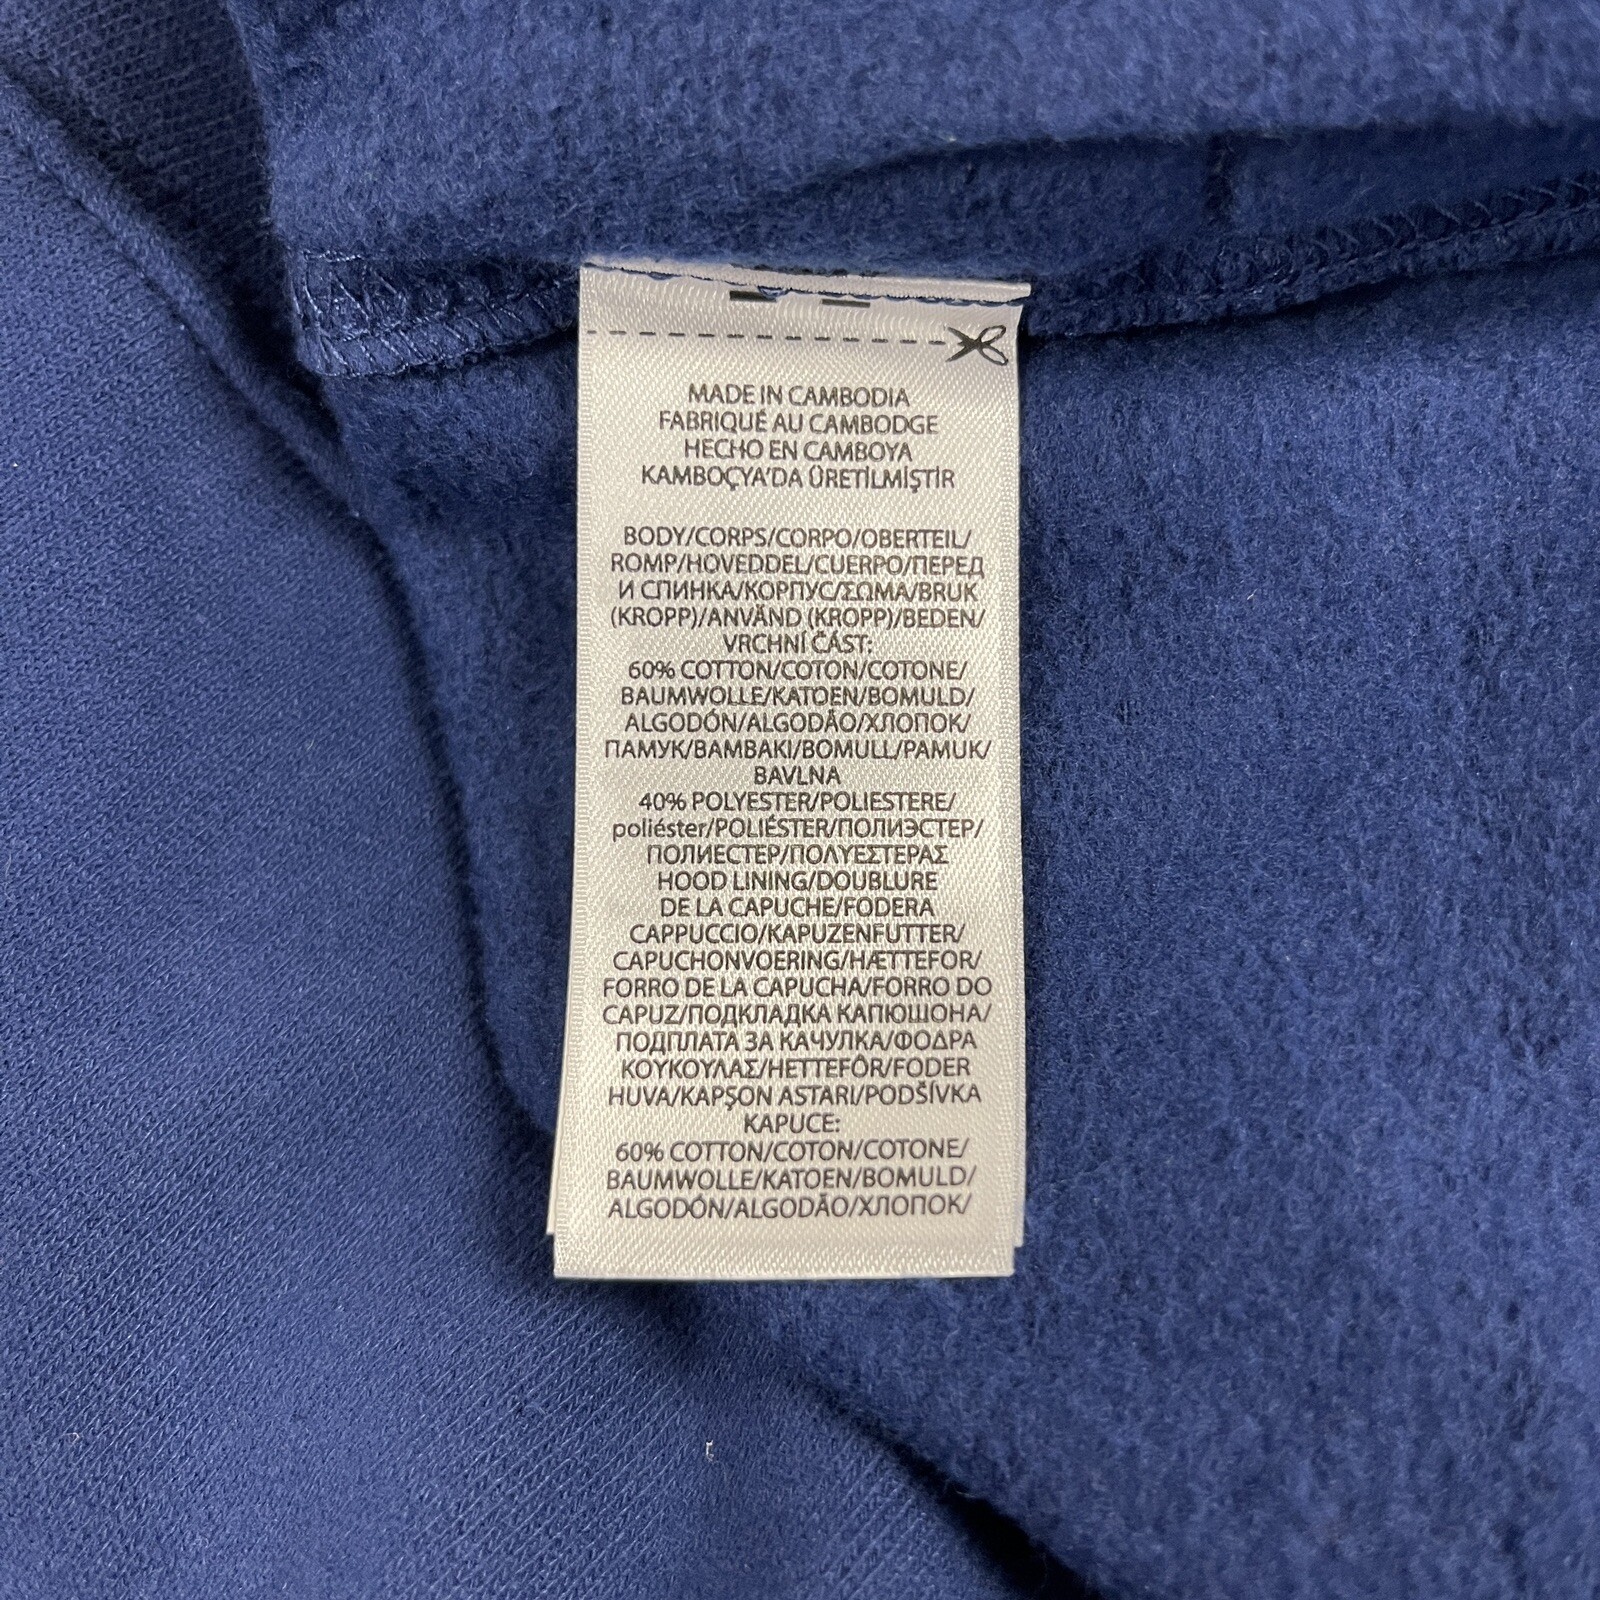 MADE IN CAMBODIA
FABRIQUÉ AU CAMBODGE
HECHO EN CAMBOYA
KAMBOÇYA'DA ÜRETİLMİŞTİR
BODY/CORPS/CORPO/OBERTEIL/
ROMP/HOVEDDEL/CUERPO/ПЕРЕД
И СПИНКА/КОРПУС/ΣΩΜΑ/BRUK
(KROPP)/ANVÄND (KROPP)/BEDEN/
VRCHNÍ ČÁST:
60% COTTON/COTON/COTONE/
BAUMWOLLE/KATOEN/BOMULD/
ALGODÓN/ALGODÃO/ХЛОПОК/
ПАМУК/ΒΑΜΒΑΚΙ/BOMULL/PAMUK/
BAVLNA
40% POLYESTER/POLIESTERE/
poliéster/POLIÉSTER/ПОЛИЭСТЕР/
ПОЛИЕСТЕР/ΠΟΛΥΕΣΤΕΡΑΣ
HOOD LINING/DOUBLURE
DE LA CAPUCHE/FODERA
CAPPUCCIO/KAPUZENFUTTER/
CAPUCHONVOERING/HÆTTEFOR/
FORRO DE LA CAPUCHA/FORRO DO
CAPUZ/ПОДКЛАДКА КАПЮШОНА/
ПОДПЛАТА ЗА КАЧУЛКА/ΦΟΔΡΑ
ΚΟΥΚΟΥΛΑΣ/HETTEFÔR/FODER
HUVA/KAPŞON ASTARI/PODŠÍVKA
KAPUCE:
60% COTTON/COTON/COTONE/
BAUMWOLLE/KATOEN/BOMULD/
ALGODÓN/ALGODÃO/ХЛОПОК/